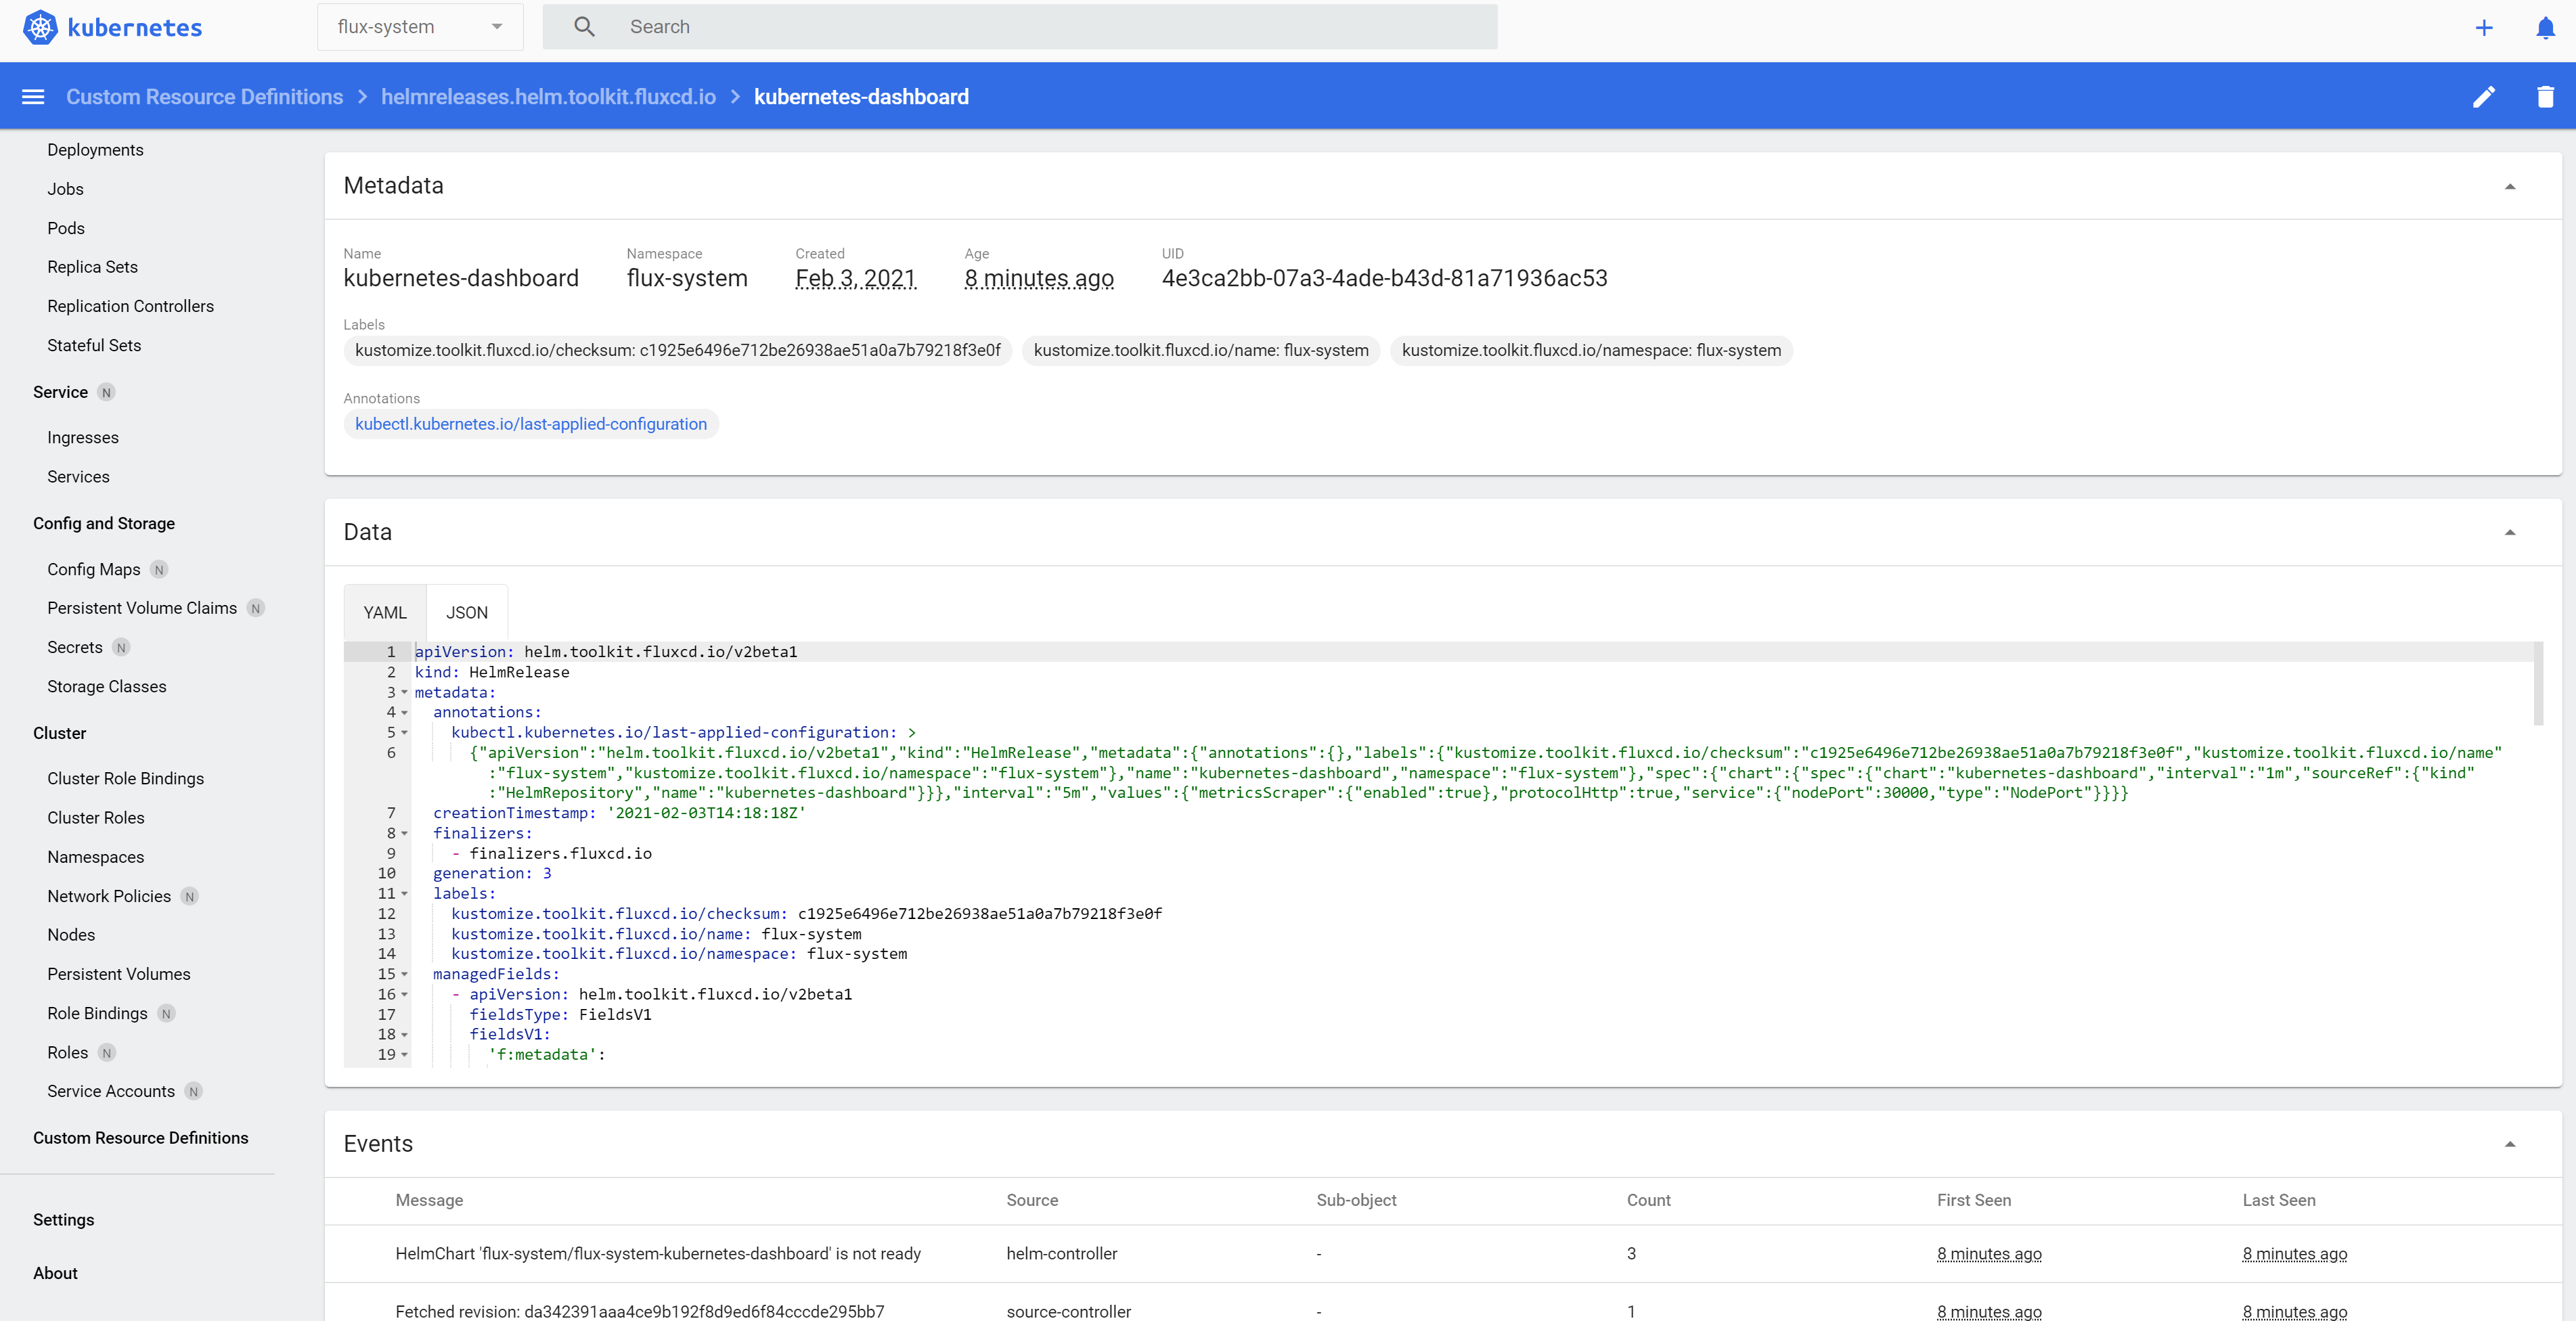 kubernetes
flux-system
Search
Custom Resource Definitions > helmreleases.helm.toolkit.fluxcd.io > kubernetes-dashboard
Deployments
Jobs
Pods
Replica Sets
Replication Controllers
Stateful Sets
Service N
Ingresses
Services
Config and Storage
Config Maps N
Persistent Volume Claims N
Secrets N
Storage Classes
Cluster
Cluster Role Bindings
Cluster Roles
Namespaces
Network Policies N
Nodes
Persistent Volumes
Role Bindings N
Roles N
Service Accounts N
Custom Resource Definitions
Settings
About
Metadata
Name Namespace Created Age UID
kubernetes-dashboard flux-system Feb 3, 2021 8 minutes ago 4e3ca2bb-07a3-4ade-b43d-81a71936ac53
Labels
kustomize.toolkit.fluxcd.io/checksum: c1925e6496e712be26938ae51a0a7b79218f3e0f kustomize.toolkit.fluxcd.io/name: flux-system kustomize.toolkit.fluxcd.io/namespace: flux-system
Annotations
kubectl.kubernetes.io/last-applied-configuration
Data
YAML JSON
1 apiVersion: helm.toolkit.fluxcd.io/v2beta1
2 kind: HelmRelease
3 metadata:
4 annotations:
5 kubectl.kubernetes.io/last-applied-configuration: >
6 {"apiVersion":"helm.toolkit.fluxcd.io/v2beta1","kind":"HelmRelease","metadata":{"annotations":{},"labels":{"kustomize.toolkit.fluxcd.io/checksum":"c1925e6496e712be26938ae51a0a7b79218f3e0f","kustomize.toolkit.fluxcd.io/name"
:"flux-system","kustomize.toolkit.fluxcd.io/namespace":"flux-system"},"name":"kubernetes-dashboard","namespace":"flux-system"},"spec":{"chart":{"spec":{"chart":"kubernetes-dashboard","interval":"1m","sourceRef":{"kind"
:"HelmRepository","name":"kubernetes-dashboard"}}},"interval":"5m","values":{"metricsScraper":{"enabled":true},"protocolHttp":true,"service":{"nodePort":30000,"type":"NodePort"}}}}
7 creationTimestamp: '2021-02-03T14:18:18Z'
8 finalizers:
9 - finalizers.fluxcd.io
10 generation: 3
11 labels:
12 kustomize.toolkit.fluxcd.io/checksum: c1925e6496e712be26938ae51a0a7b79218f3e0f
13 kustomize.toolkit.fluxcd.io/name: flux-system
14 kustomize.toolkit.fluxcd.io/namespace: flux-system
15 managedFields:
16 - apiVersion: helm.toolkit.fluxcd.io/v2beta1
17 fieldsType: FieldsV1
18 fieldsV1:
19 'f:metadata':
Events
Message Source Sub-object Count First Seen Last Seen
HelmChart 'flux-system/flux-system-kubernetes-dashboard' is not ready helm-controller - 3 8 minutes ago 8 minutes ago
Fetched revision: da342391aaa4ce9b192f8d9ed6f84cccde295bb7 source-controller - 1 8 minutes ago 8 minutes ago